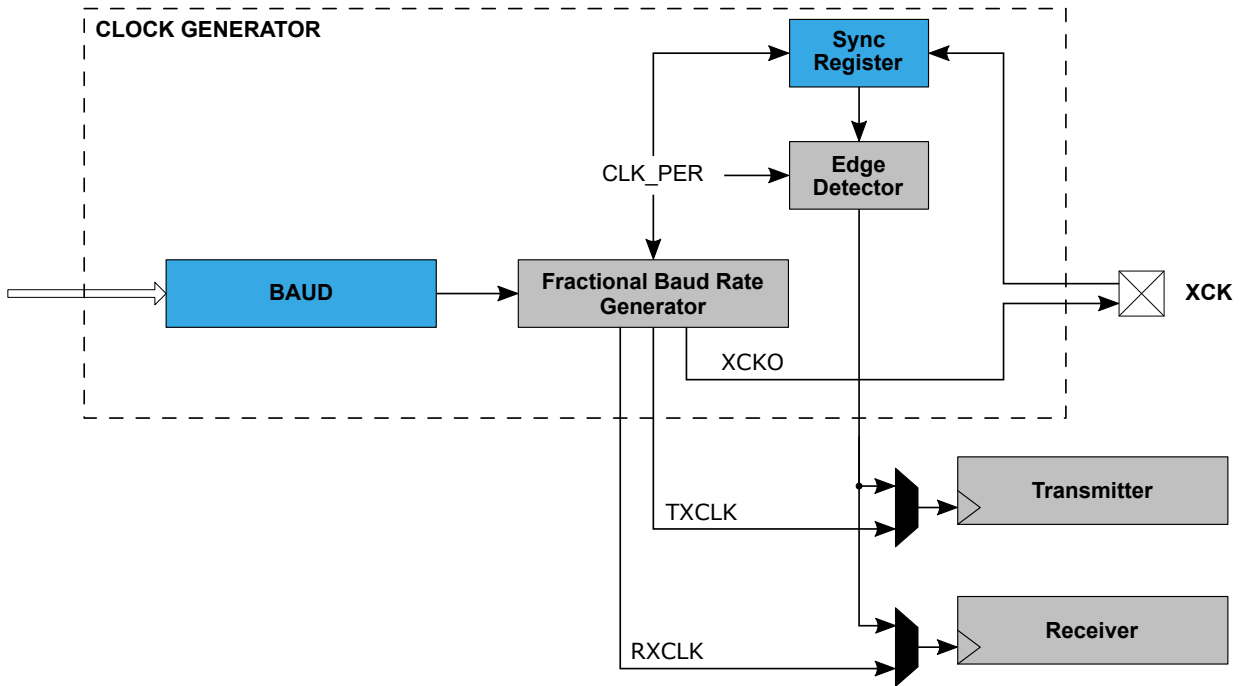 CLOCK GENERATOR
Sync
Register
CLK_PER
Edge
Detector
BAUD
Fractional Baud Rate
Generator
XCK
XCKO
TXCLK
Transmitter
RXCLK
Receiver